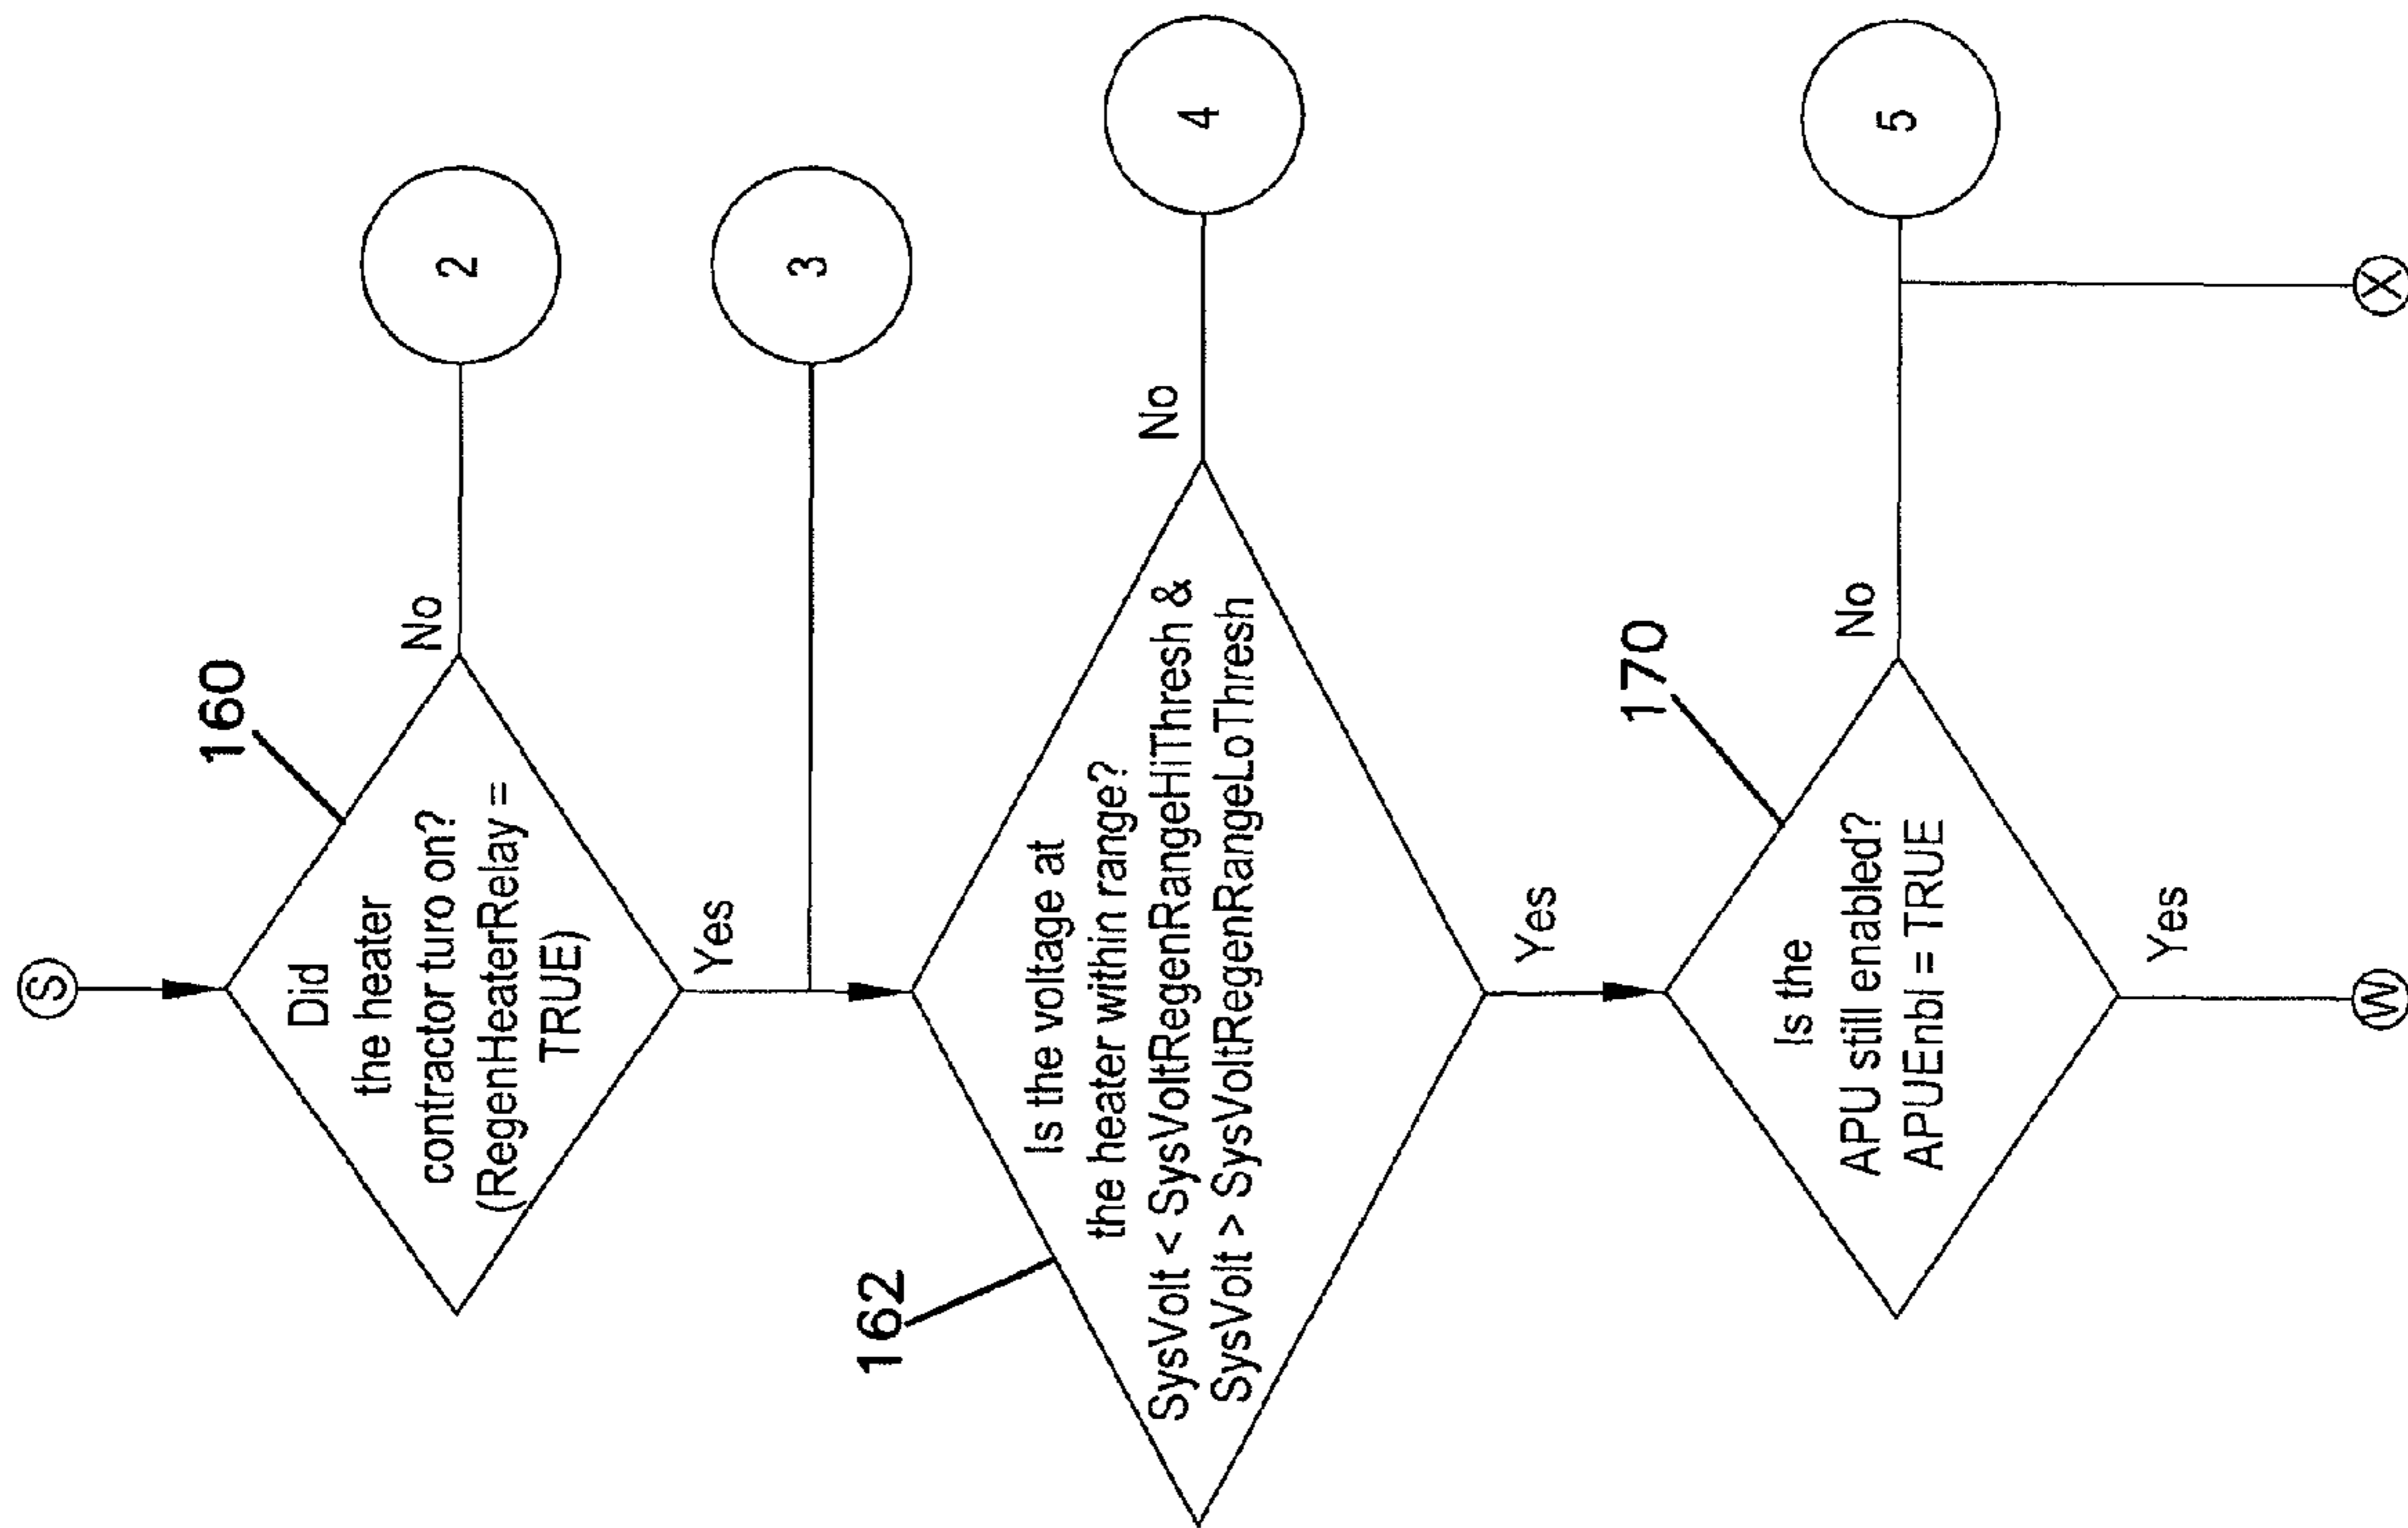 S
160
Did
the heater
contractor turo on?
(RegenHeaterRelay =
TRUE)
No
2
Yes
3
162
Is the voltage at
the heater within range?
SysVolt < SysVoltRegenRangeHiThresh &
SysVolt > SysVoltRegenRangeLoThresh
No
4
Yes
170
Is the
APU still enabled?
APUEnbl = TRUE
No
5
Yes
W
X